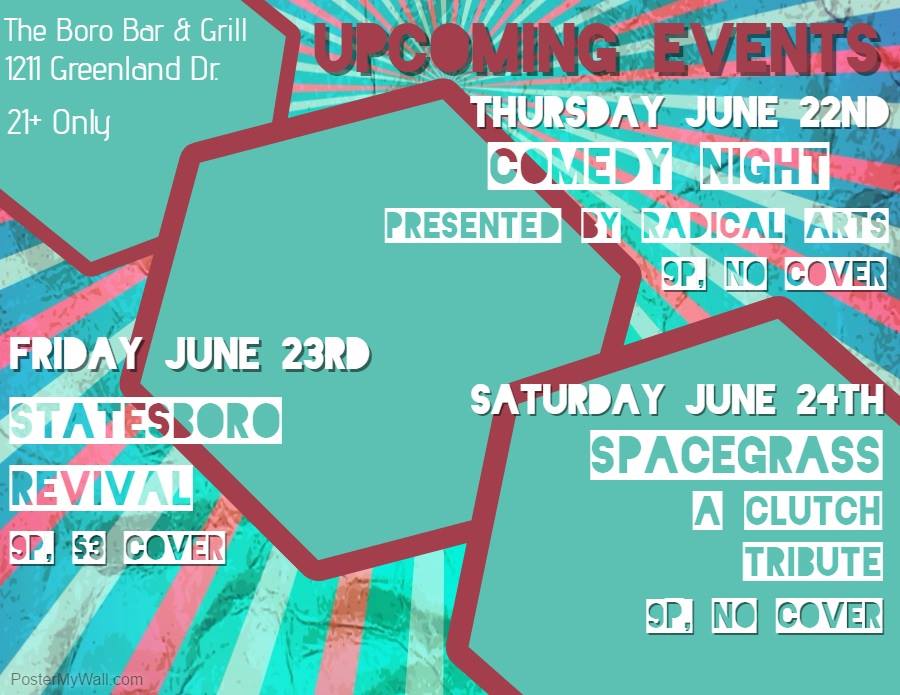 The Boro Bar & Grill
1211 Greenland Dr.
21+ Only
UPCOMING EVENTS
THURSDAY JUNE 22ND
COMEDY NIGHT
PRESENTED BY RADICAL ARTS
9P, NO COVER
FRIDAY JUNE 23RD
STATESBORO
REVIVAL
9P, $3 COVER
SATURDAY JUNE 24TH
SPACEGRASS
A CLUTCH
TRIBUTE
9P, NO COVER
PosterMyWall.com